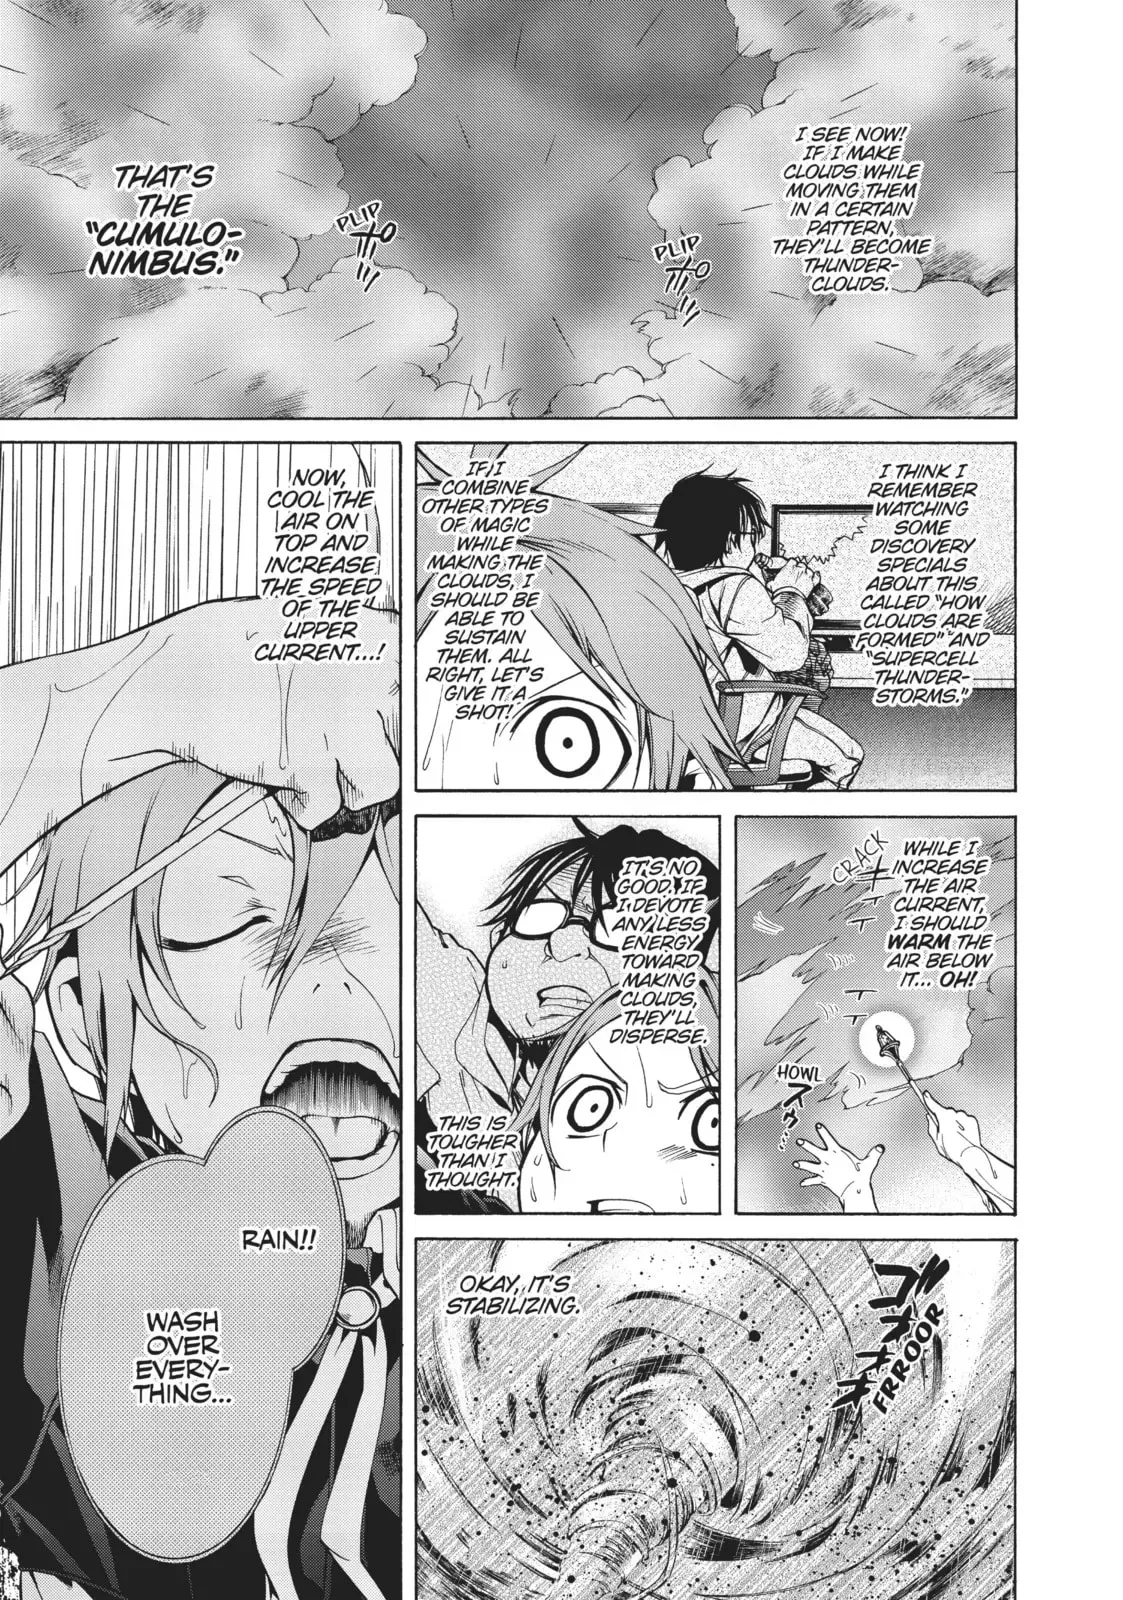 I SEE NOW!
IF I MAKE
CLOUDS WHILE
MOVING THEM
IN A CERTAIN
PATTERN,
THEY'LL BECOME
THUNDER-
CLOUDS.
PLIP
ポツ
PLIP
ポツ
THAT'S
THE
"CUMULO-
NIMBUS."
I THINK I
REMEMBER
WATCHING
SOME
DISCOVERY
SPECIALS
ABOUT THIS
CALLED "HOW
CLOUDS ARE
FORMED" AND
"SUPERCELL
THUNDER-
STORMS."
IF I
COMBINE
OTHER TYPES
OF MAGIC
WHILE
MAKING THE
CLOUDS, I
SHOULD BE
ABLE TO
SUSTAIN
THEM. ALL
RIGHT, LET'S
GIVE IT A
SHOT!
WHILE I
INCREASE
THE AIR
CURRENT,
I SHOULD
WARM THE
AIR BELOW
IT... OH!
CRACK
HOWL
IT'S NO
GOOD. IF
I DEVOTE
ANY LESS
ENERGY
TOWARD
MAKING
CLOUDS,
THEY'LL
DISPERSE.
THIS IS
TOUGHER
THAN I
THOUGHT.
OKAY, IT'S
STABILIZING.
FRROOR
NOW,
COOL THE
AIR ON
TOP AND
INCREASE
THE SPEED
OF THE
UPPER
CURRENT...!
RAIN!!
WASH
OVER
EVERY-
THING...